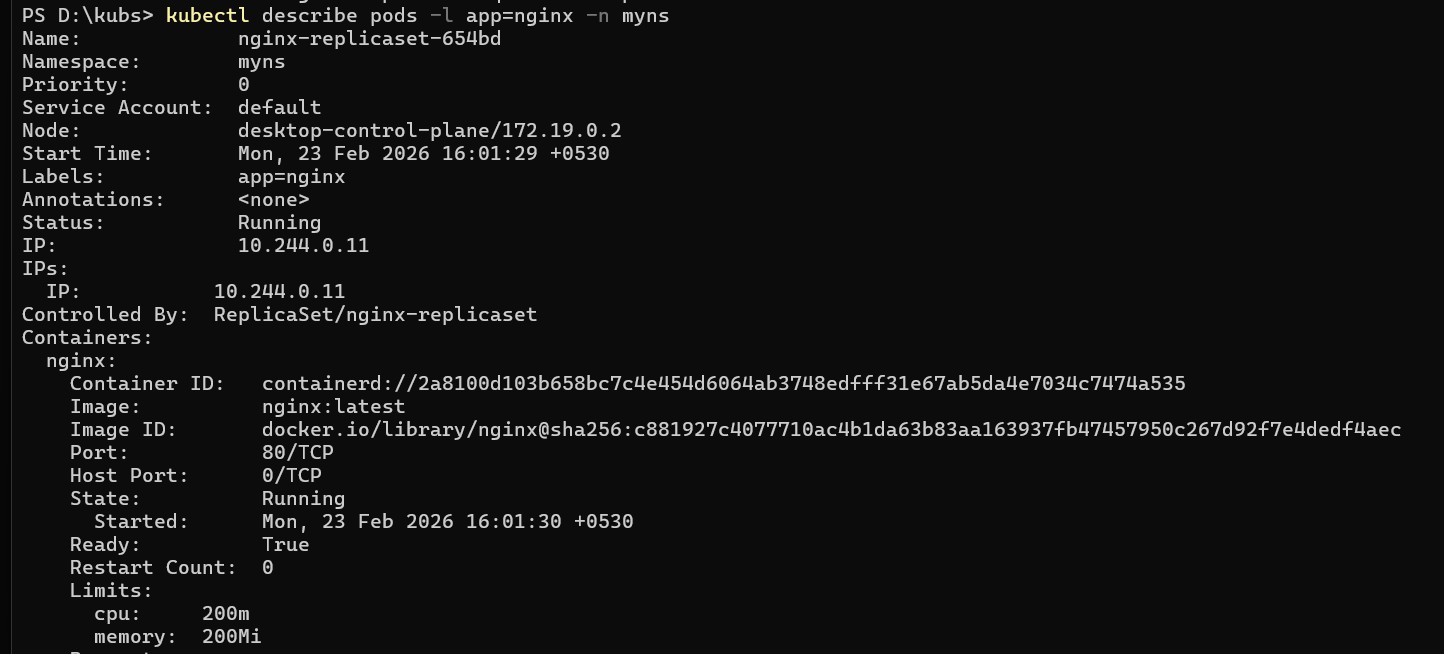 PS D:\kubs> kubectl describe pods -l app=nginx -n myns
Name:             nginx-replicaset-654bd
Namespace:        myns
Priority:         0
Service Account:  default
Node:             desktop-control-plane/172.19.0.2
Start Time:       Mon, 23 Feb 2026 16:01:29 +0530
Labels:           app=nginx
Annotations:      <none>
Status:           Running
IP:               10.244.0.11
IPs:
  IP:           10.244.0.11
Controlled By:  ReplicaSet/nginx-replicaset
Containers:
  nginx:
    Container ID:   containerd://2a8100d103b658bc7c4e454d6064ab3748edfff31e67ab5da4e7034c7474a535
    Image:          nginx:latest
    Image ID:       docker.io/library/nginx@sha256:c881927c4077710ac4b1da63b83aa163937fb47457950c267d92f7e4dedf4aec
    Port:           80/TCP
    Host Port:      0/TCP
    State:          Running
      Started:      Mon, 23 Feb 2026 16:01:30 +0530
    Ready:          True
    Restart Count:  0
    Limits:
      cpu:     200m
      memory:  200Mi